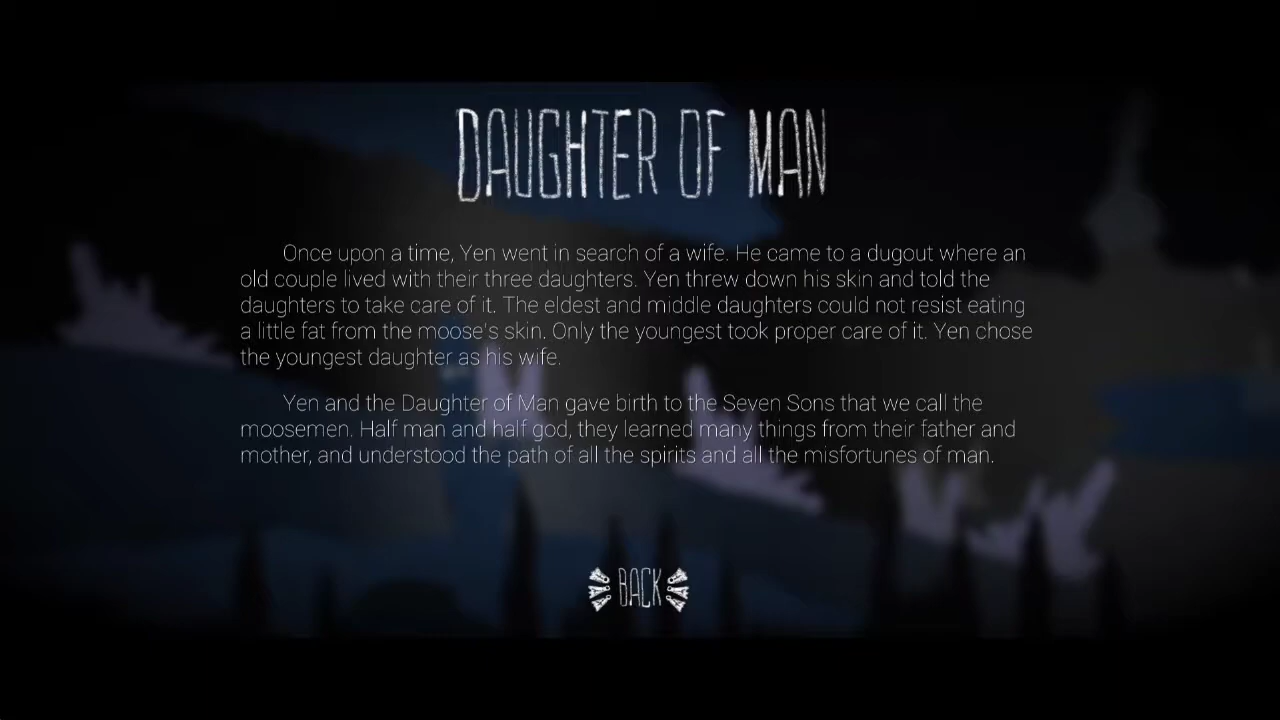 DAUGHTER OF MAN
Once upon a time, Yen went in search of a wife. He came to a dugout where an
old couple lived with their three daughters. Yen threw down his skin and told the
daughters to take care of it. The eldest and middle daughters could not resist eating
a little fat from the moose's skin. Only the youngest took proper care of it. Yen chose
the youngest daughter as his wife.
Yen and the Daughter of Man gave birth to the Seven Sons that we call the
moosemen. Half man and half god, they learned many things from their father and
mother, and understood the path of all the spirits and all the misfortunes of man.
BACK